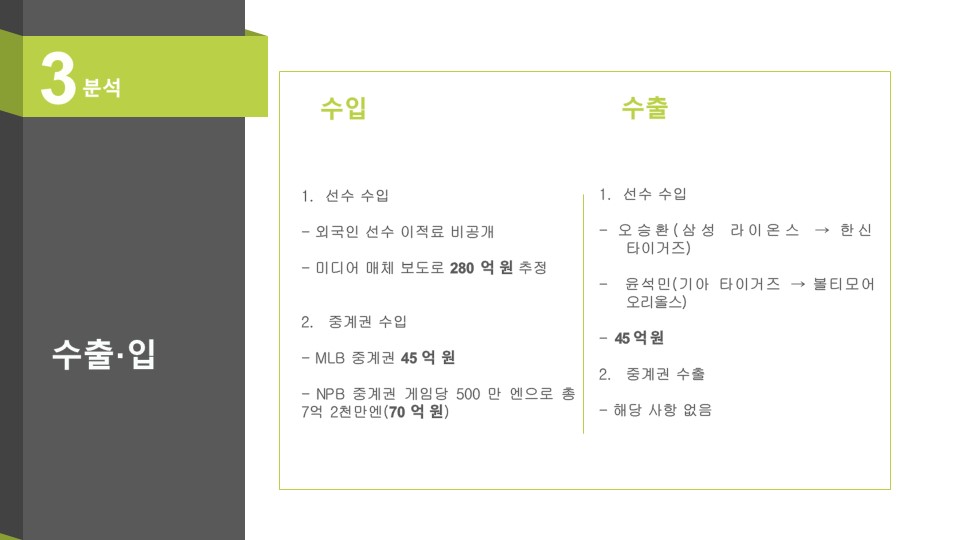 3 분석
수출·입
수입
1. 선수 수입
- 외국인 선수 이적료 비공개
- 미디어 매체 보도로 280 억 원 추정
2. 중계권 수입
- MLB 중계권 45 억 원
- NPB 중계권 게임당 500 만 엔으로 총
7억 2천만엔(70 억 원)
수출
1. 선수 수입
- 오승환(삼성 라이온스 → 한신
타이거즈)
- 윤석민(기아 타이거즈 → 볼티모어
오리올스)
- 45 억 원
2. 중계권 수출
- 해당 사항 없음